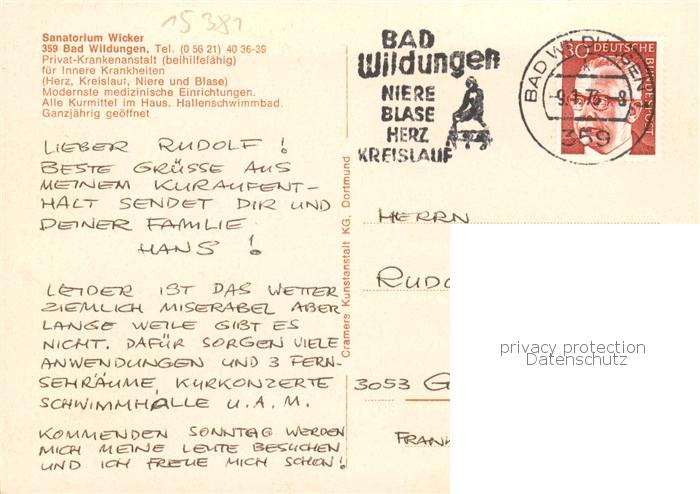 15381
Sanatorium Wicker
359 Bad Wildungen, Tel. (0 56 21) 40 36-39
Privat-Krankenanstalt (beihilfefähig)
für Innere Krankheiten
(Herz, Kreislauf, Niere und Blase)
Modernste medizinische Einrichtungen.
Alle Kurmittel im Haus. Hallenschwimmbad.
Ganzjährig geöffnet
LIEBER RUDOLF!
BESTE GRÜSSE AUS
MEINEM KURAUFENT-
HALT SENDET DIR UND
DEINER FAMILIE
HANS!
LEIDER IST DAS WETTER
ZIEMLICH MISERABEL ABER
LANGE WEILE GIBT ES
NICHT. DAFÜR SORGEN VIELE
ANWENDUNGEN UND 3 FERN-
SEHRÄUME, KURKONZERTE
SCHWIMMHALLE U.A.M.
KOMMENDEN SONNTAG WERDEN
MICH MEINE LEUTE BESUCHEN
UND ICH FREUE MICH SCHON!
Cramers Kunstanstalt KG, Dortmund
BAD
Wildungen
NIERE
BLASE
HERZ
KREISLAUF
BAD WILDUNGEN 1
359
30 DEUTSCHE
BUNDESPOST
HERRN
RUDO
3053 G
FRANK
privacy protection
Datenschutz